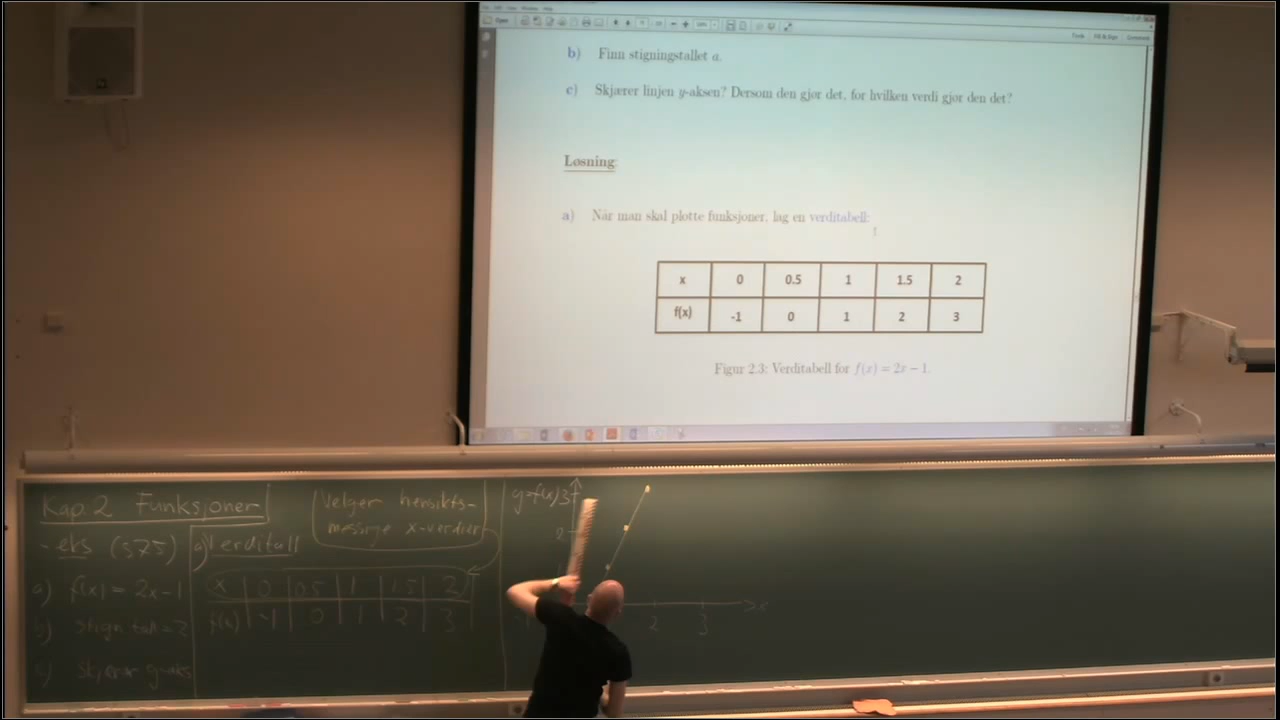 b) Finn stigningstallet a.
c) Skjærer linjen y-aksen? Dersom den gjør det, for hvilken verdi gjør den det?
Løsning:
a) Når man skal plotte funksjoner, lag en verditabell:
x 0 0.5 1 1.5 2
f(x) -1 0 1 2 3
Figur 2.3: Verditabell for f(x) = 2x − 1.
Kap. 2 Funksjoner
- eks (s75)
a) f(x) = 2x-1
b) stign.tall = 2
c) skjærer y-aks
a) Verditall
Velger hensikts-
messige x-verdier
x 0 0.5 1 1.5 2
f(x) -1 0 1 2 3
y=f(x)
3
2
2 3
x